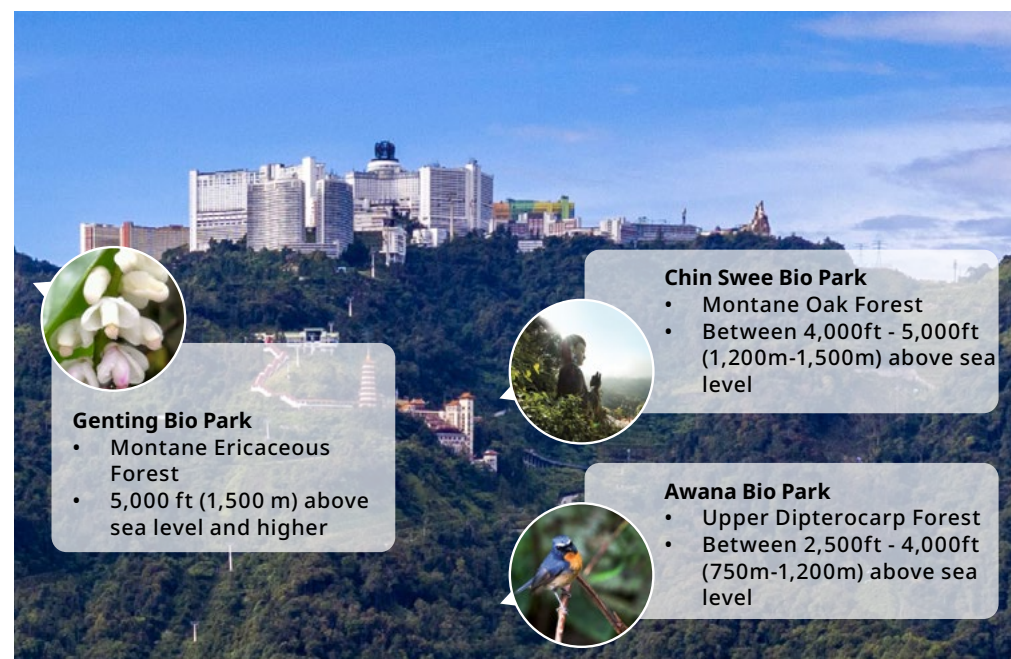 Chin Swee Bio Park
• Montane Oak Forest
• Between 4,000ft - 5,000ft
(1,200m-1,500m) above sea
level
Genting Bio Park
• Montane Ericaceous
Forest
• 5,000 ft (1,500 m) above
sea level and higher
Awana Bio Park
• Upper Dipterocarp Forest
• Between 2,500ft - 4,000ft
(750m-1,200m) above sea
level